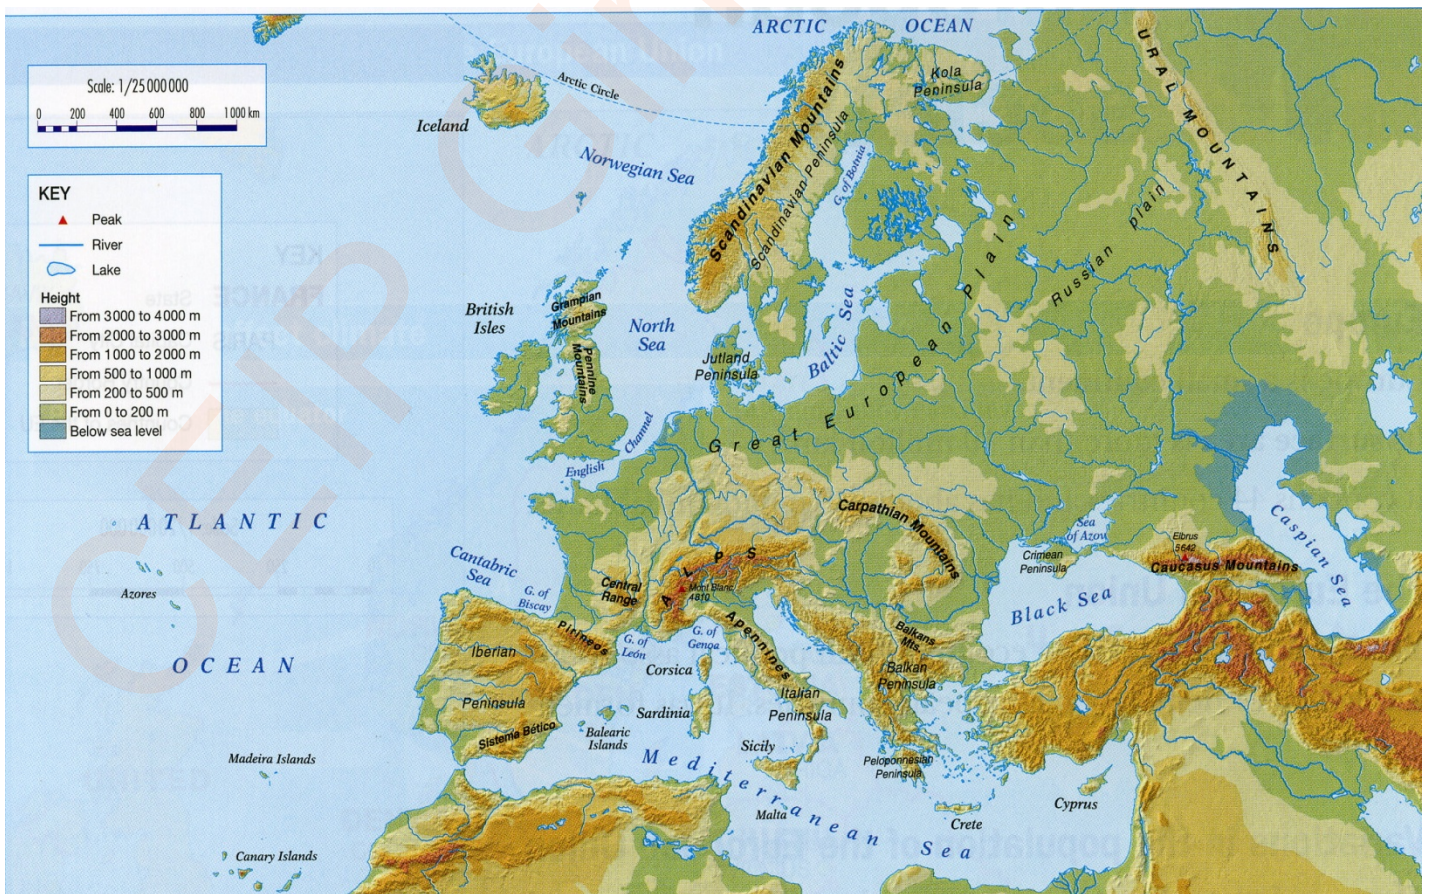 ARCTIC OCEAN
Scale: 1/25 000 000
0 200 400 600 800 1 000 km
KEY
Peak
River
Lake
Height
From 3000 to 4000 m
From 2000 to 3000 m
From 1000 to 2000 m
From 500 to 1000 m
From 200 to 500 m
From 0 to 200 m
Below sea level
Iceland
Arctic Circle
Norwegian Sea
Scandinavian Mountains
Scandinavian Peninsula
G. of Botnia
Kola
Peninsula
URAL MOUNTAINS
Russian plain
Great European Plain
British
Isles
Grampian
Mountains
Pennine
Mountains
North
Sea
Jutland
Peninsula
Baltic Sea
English Channel
ATLANTIC
OCEAN
Azores
Madeira Islands
Canary Islands
Cantabric
Sea
G. of
Biscay
Central
Range
ALPS
Mont Blanc
4810
Carpathian Mountains
Sea
of Azow
Crimean
Peninsula
Elbrus
5642
Caucasus Mountains
Caspian Sea
Black Sea
Iberian
Peninsula
Pirineos
Sistema Bético
G. of
León
G. of
Genoa
Corsica
Sardinia
Balearic
Islands
Apennines
Italian
Peninsula
Sicily
Malta
Balkans
Mts.
Balkan
Peninsula
Peloponnesian
Peninsula
Crete
Cyprus
Mediterranean Sea
CEIP